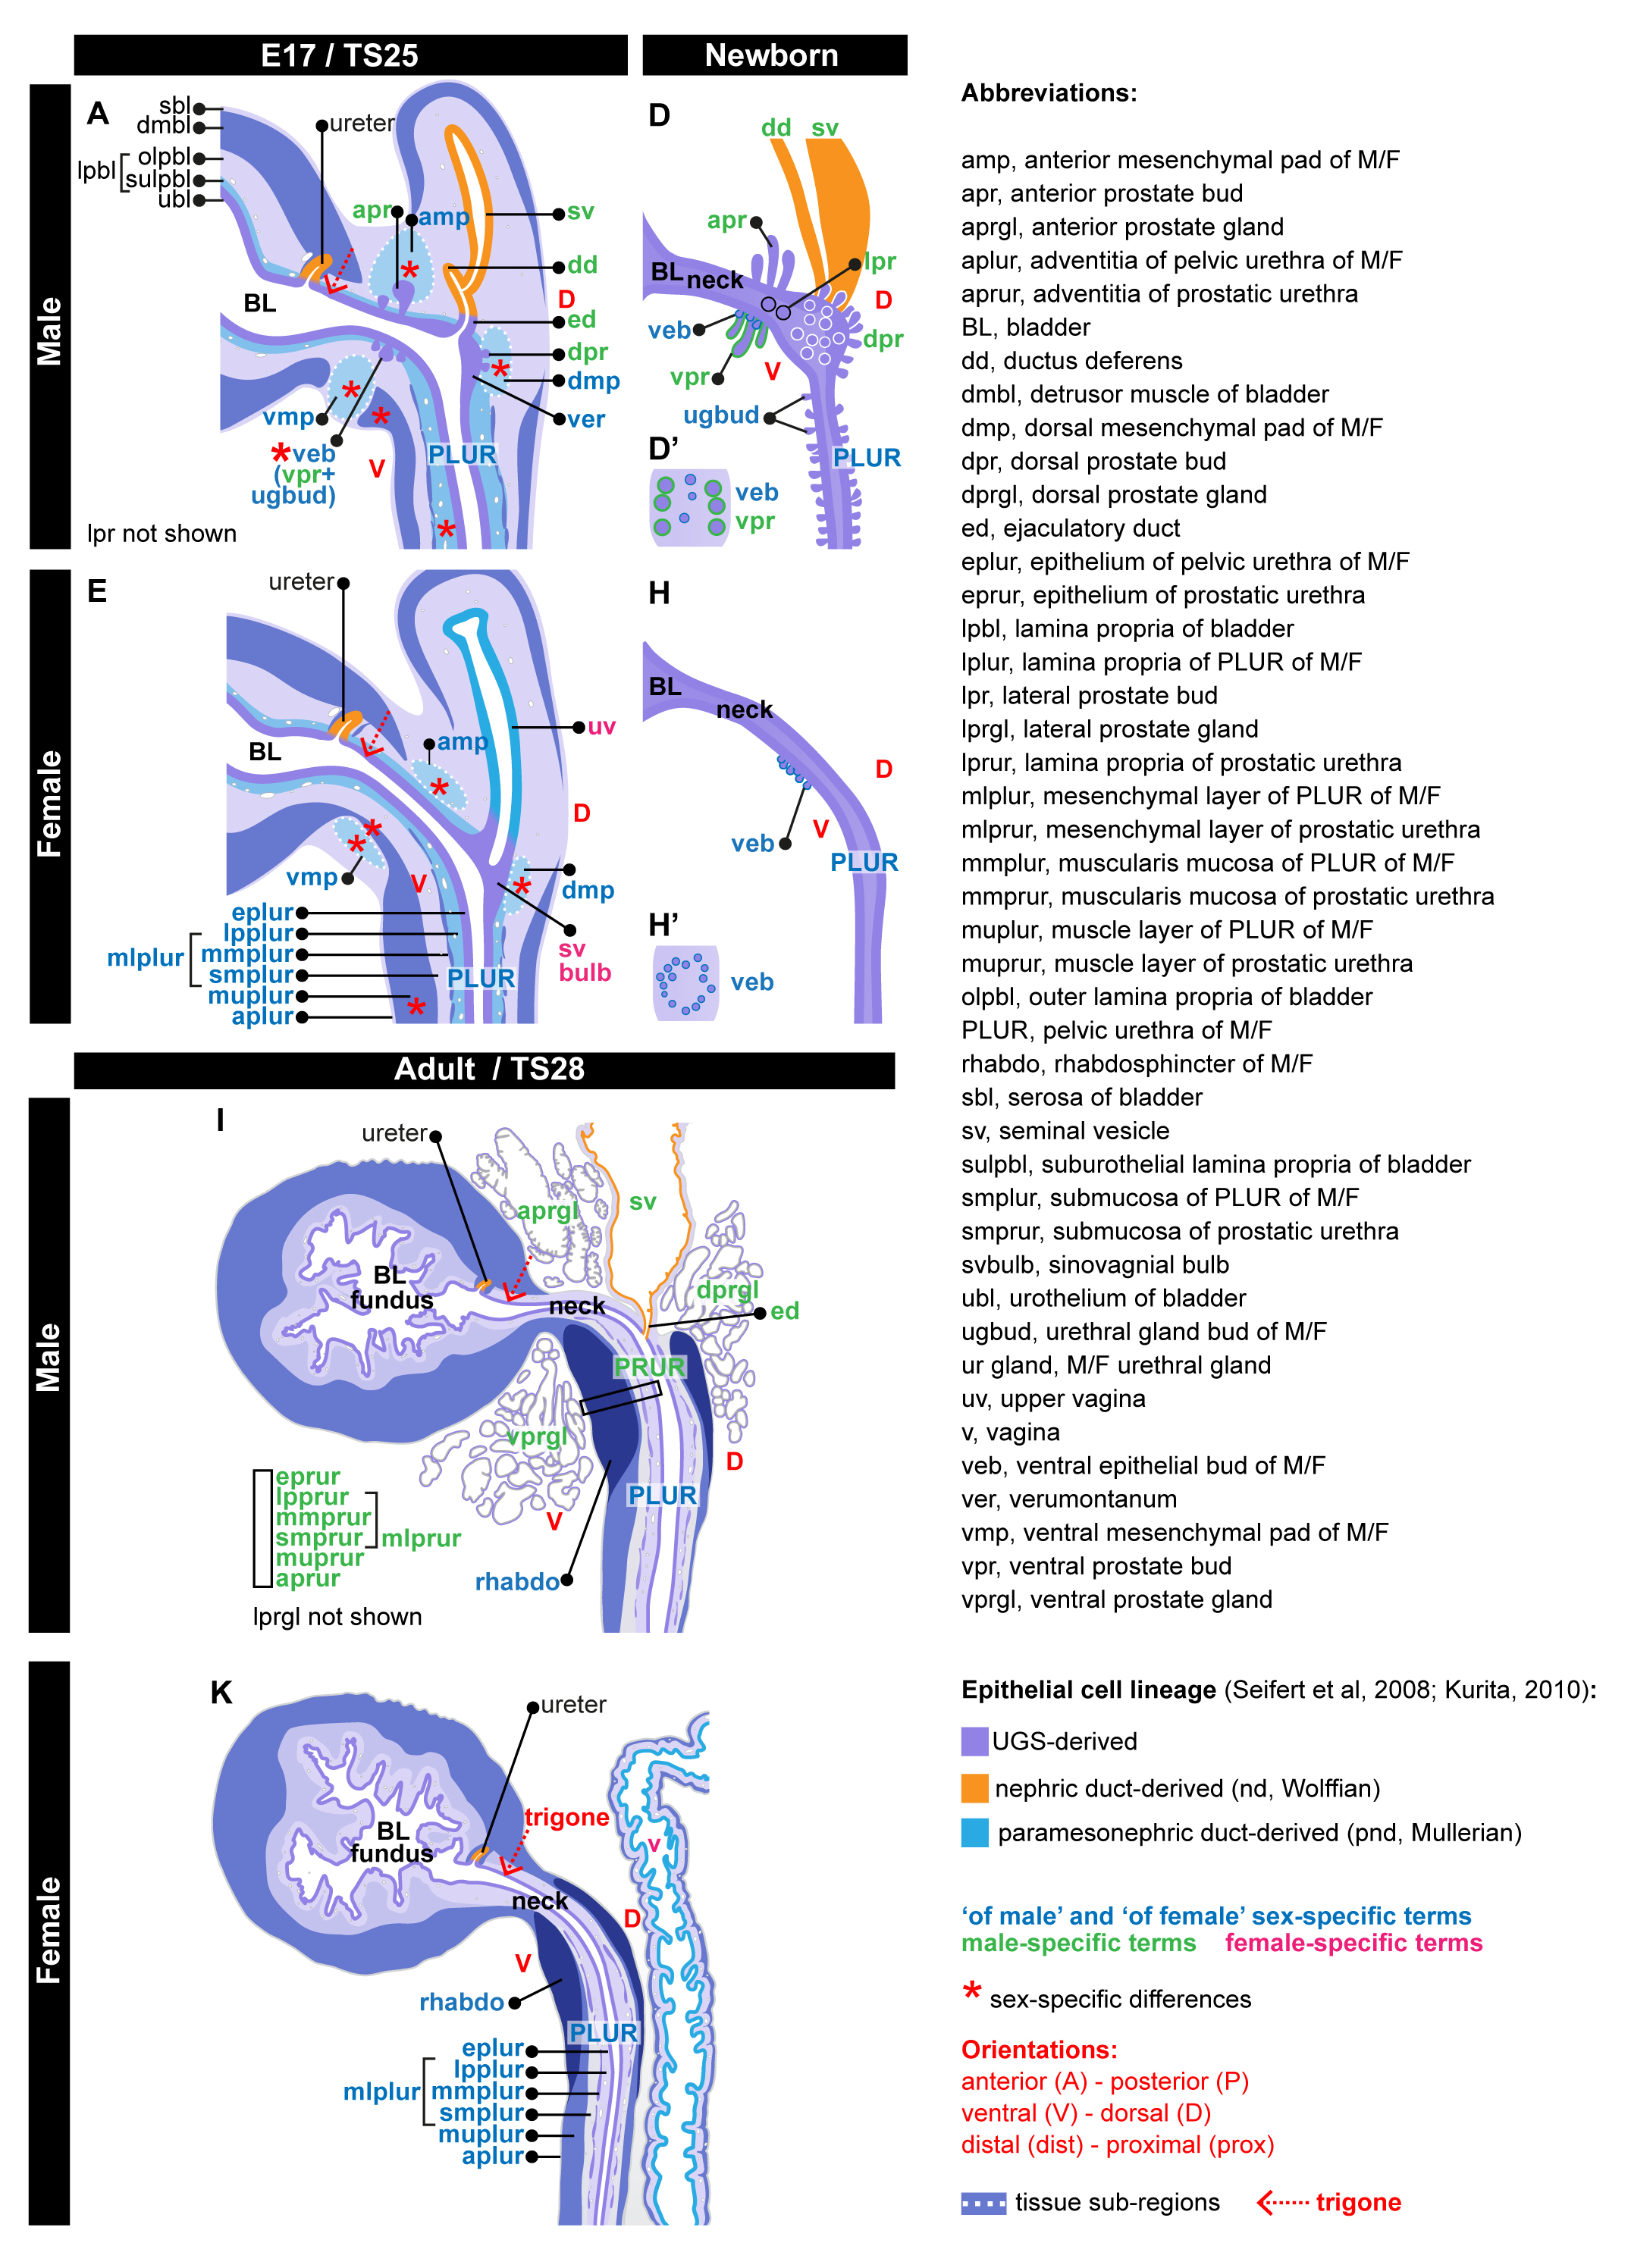 E17 / TS25
Newborn
Male
A
sbl
dmbl
lpbl
olpbl
sulpbl
ubl
ureter
apr
amp
sv
dd
D
ed
dpr
dmp
ver
BL
vmp
*veb
(vpr+
ugbud)
V
PLUR
lpr not shown
D
dd sv
apr
lpr
BL neck
D
veb
dpr
vpr
V
ugbud
PLUR
D’
veb
vpr
Female
E
ureter
BL
amp
uv
D
vmp
V
dmp
eplur
lpplur
mlplur
mmplur
smplur
muplur
aplur
PLUR
sv
bulb
H
BL
neck
D
veb
V
PLUR
H’
veb
Adult / TS28
Male
I
ureter
aprgl
sv
BL
fundus
neck
dprgl
ed
PRUR
vprgl
D
PLUR
V
eprur
lpprur
mmprur
smprur
mlprur
muprur
aprur
rhabdo
lprgl not shown
Female
K
ureter
trigone
BL
fundus
v
neck
D
V
rhabdo
PLUR
eplur
lpplur
mlplur
mmplur
smplur
muplur
aplur
Abbreviations:
amp, anterior mesenchymal pad of M/F
apr, anterior prostate bud
aprgl, anterior prostate gland
aplur, adventitia of pelvic urethra of M/F
aprur, adventitia of prostatic urethra
BL, bladder
dd, ductus deferens
dmbl, detrusor muscle of bladder
dmp, dorsal mesenchymal pad of M/F
dpr, dorsal prostate bud
dprgl, dorsal prostate gland
ed, ejaculatory duct
eplur, epithelium of pelvic urethra of M/F
eprur, epithelium of prostatic urethra
lpbl, lamina propria of bladder
lplur, lamina propria of PLUR of M/F
lpr, lateral prostate bud
lprgl, lateral prostate gland
lprur, lamina propria of prostatic urethra
mlplur, mesenchymal layer of PLUR of M/F
mlprur, mesenchymal layer of prostatic urethra
mmplur, muscularis mucosa of PLUR of M/F
mmprur, muscularis mucosa of prostatic urethra
muplur, muscle layer of PLUR of M/F
muprur, muscle layer of prostatic urethra
olpbl, outer lamina propria of bladder
PLUR, pelvic urethra of M/F
rhabdo, rhabdosphincter of M/F
sbl, serosa of bladder
sv, seminal vesicle
sulpbl, suburothelial lamina propria of bladder
smplur, submucosa of PLUR of M/F
smprur, submucosa of prostatic urethra
svbulb, sinovagnial bulb
ubl, urothelium of bladder
ugbud, urethral gland bud of M/F
ur gland, M/F urethral gland
uv, upper vagina
v, vagina
veb, ventral epithelial bud of M/F
ver, verumontanum
vmp, ventral mesenchymal pad of M/F
vpr, ventral prostate bud
vprgl, ventral prostate gland
Epithelial cell lineage (Seifert et al, 2008; Kurita, 2010):
UGS-derived
nephric duct-derived (nd, Wolffian)
paramesonephric duct-derived (pnd, Mullerian)
‘of male’ and ‘of female’ sex-specific terms
male-specific terms female-specific terms
* sex-specific differences
Orientations:
anterior (A) - posterior (P)
ventral (V) - dorsal (D)
distal (dist) - proximal (prox)
tissue sub-regions
trigone